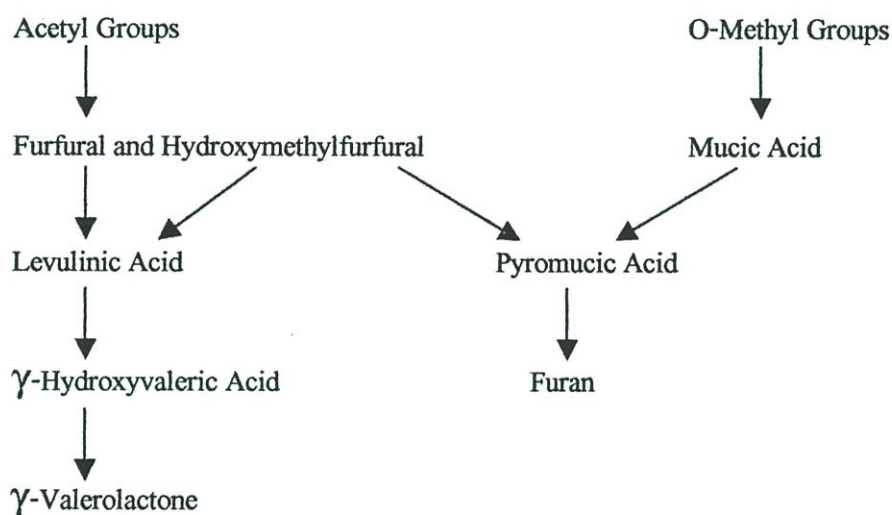 Acetyl Groups O-Methyl Groups
Furfural and Hydroxymethylfurfural Mucic Acid
Levulinic Acid Pyromucic Acid
γ-Hydroxyvaleric Acid Furan
γ-Valerolactone